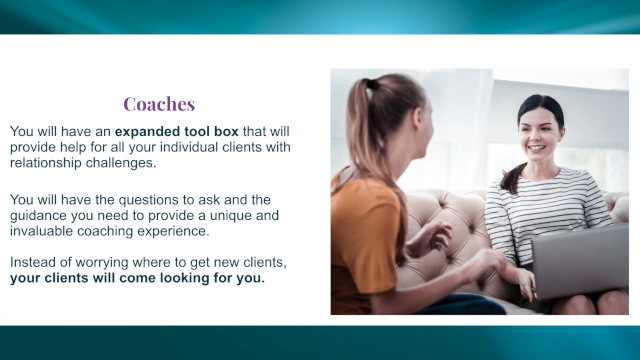 Coaches
You will have an expanded tool box that will
provide help for all your individual clients with
relationship challenges.
You will have the questions to ask and the
guidance you need to provide a unique and
invaluable coaching experience.
Instead of worrying where to get new clients,
your clients will come looking for you.